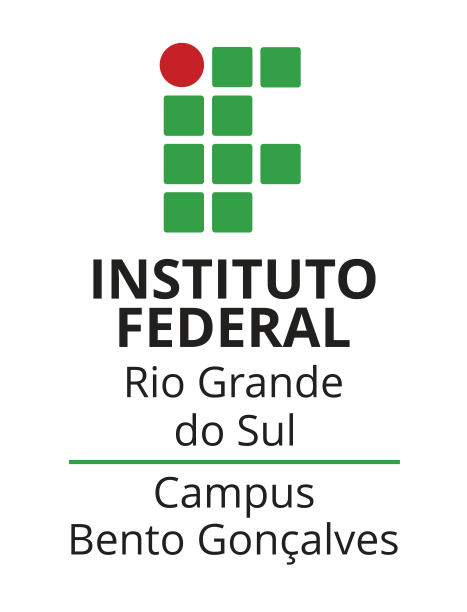 INSTITUTO
FEDERAL
Rio Grande
do Sul
Campus
Bento Gonçalves